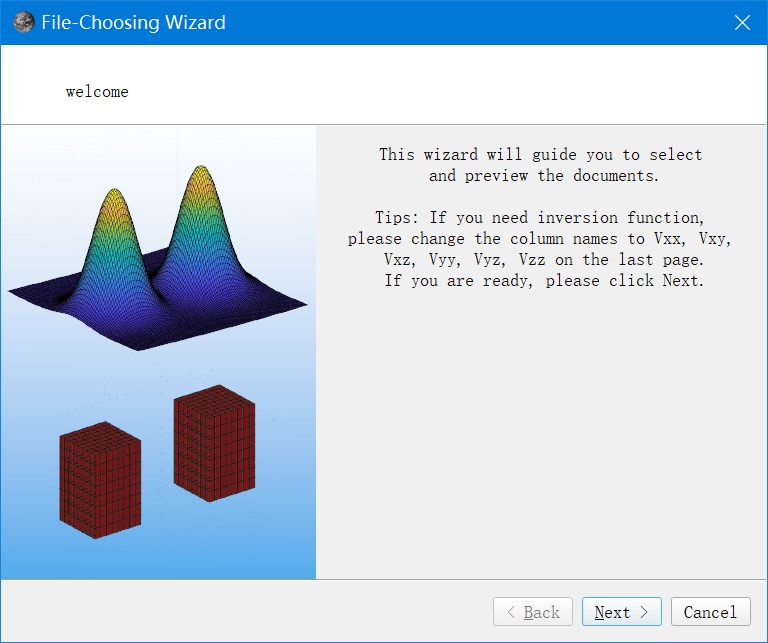 File-Choosing Wizard
welcome
This wizard will guide you to select
and preview the documents.
Tips: If you need inversion function,
please change the column names to Vxx, Vxy,
Vxz, Vyy, Vyz, Vzz on the last page.
If you are ready, please click Next.
< Back
Next >
Cancel